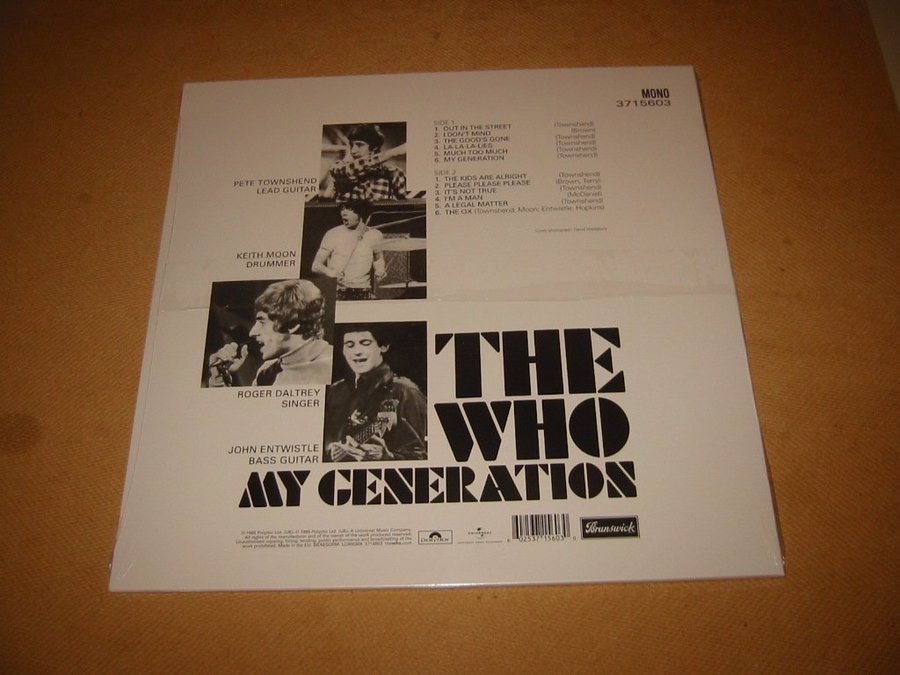 MONO
3715603
SIDE 1
1. OUT IN THE STREET (Townshend)
2. I DON'T MIND (Brown)
3. THE GOOD'S GONE (Townshend)
4. LA-LA-LA-LIES (Townshend)
5. MUCH TOO MUCH (Townshend)
6. MY GENERATION (Townshend)
SIDE 2
1. THE KIDS ARE ALRIGHT (Townshend)
2. PLEASE PLEASE PLEASE (Brown, Terry)
3. IT'S NOT TRUE (Townshend)
4. I'M A MAN (McDaniel)
5. A LEGAL MATTER (Townshend)
6. THE OX (Townshend, Moon, Entwistle, Hopkins)
PETE TOWNSHEND
LEAD GUITAR
KEITH MOON
DRUMMER
ROGER DALTREY
SINGER
JOHN ENTWISTLE
BASS GUITAR
THE
WHO
MY GENERATION
Polydor
UNIVERSAL
Brunswick